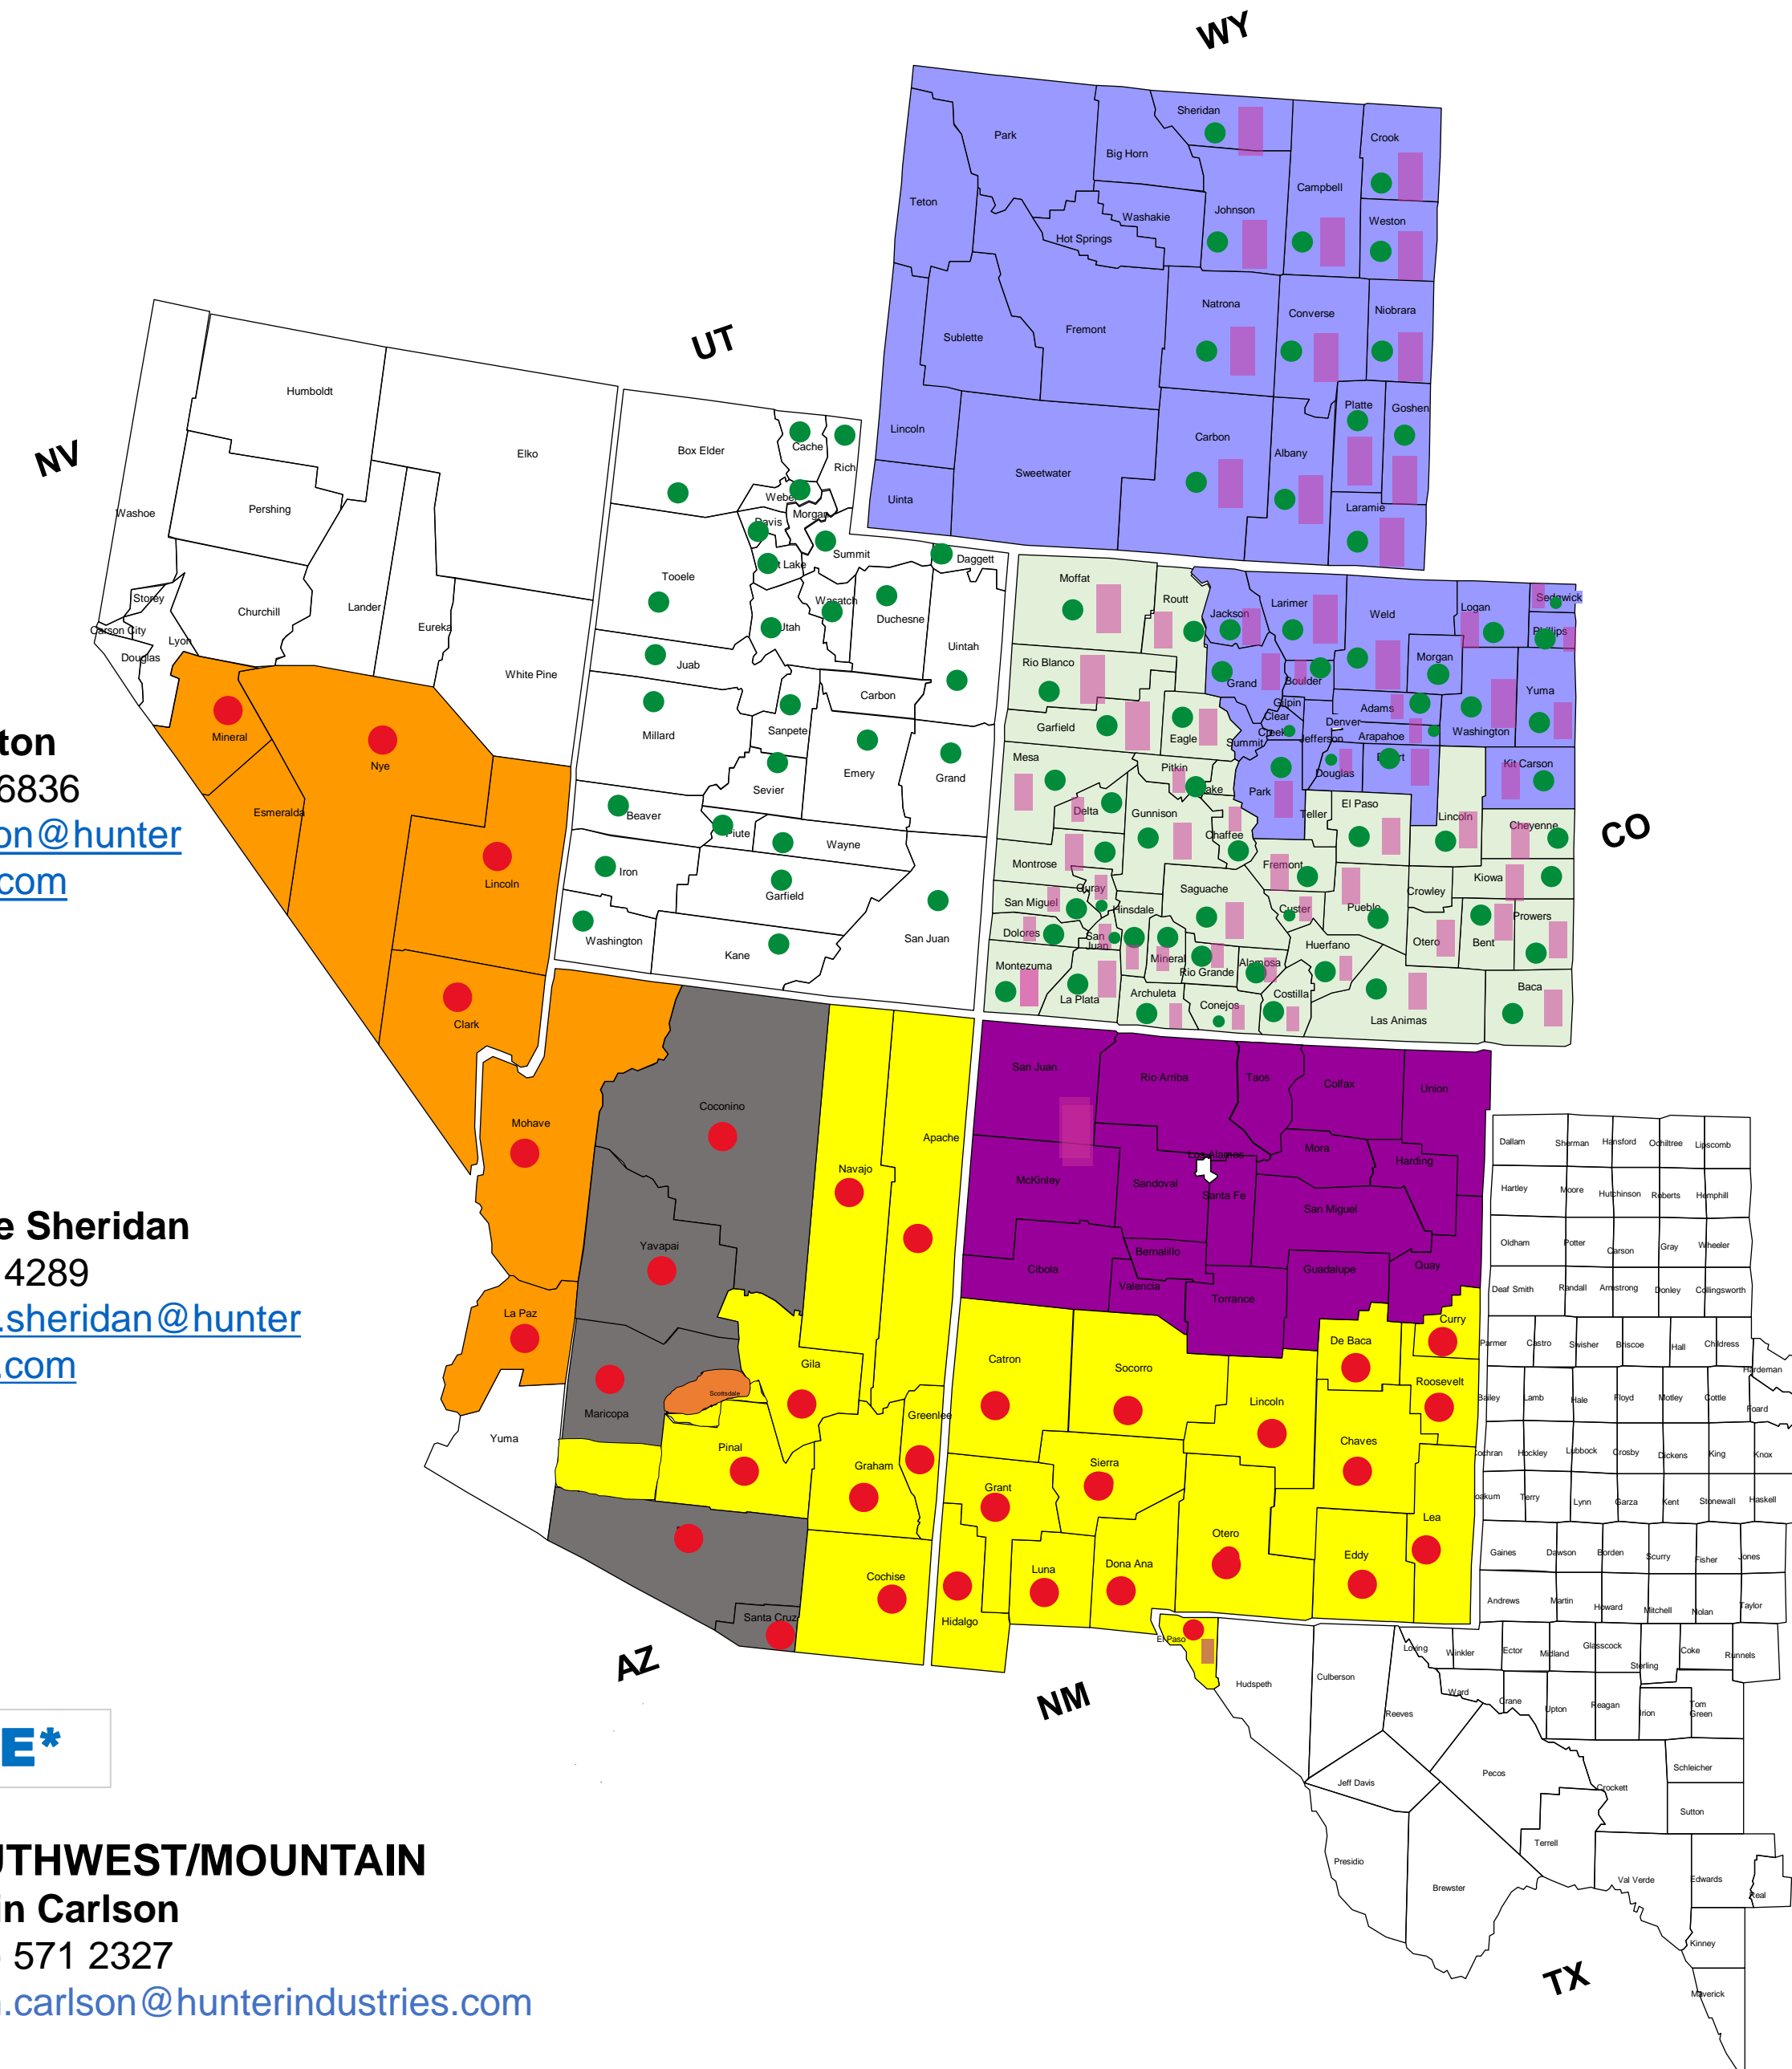 WY
Sheridan
Park
Big Horn
Crook
Campbell
Teton
Johnson
Washakie
Weston
Hot Springs
Natrona
Converse
Niobrara
Sublette
Fremont
Platte
Goshen
Lincoln
Carbon
Albany
Sweetwater
Uinta
Laramie
UT
Box Elder
Cache
Rich
Weber
Morgan
Davis
Summit
Daggett
t Lake
Tooele
Wasatch
Duchesne
Utah
Uintah
Juab
Carbon
Millard
Sanpete
Emery
Grand
Sevier
Beaver
Piute
Wayne
Iron
Garfield
Washington
Kane
San Juan
NV
Humboldt
Elko
Washoe
Pershing
Storey
Churchill
Lander
Eureka
Carson City
Lyon
Douglas
White Pine
Mineral
Nye
Esmeralda
Lincoln
Clark
ton
6836
on@hunter
com
CO
Moffat
Routt
Jackson
Larimer
Weld
Logan
Sedgwick
Phillips
Rio Blanco
Grand
Boulder
Morgan
Yuma
Gilpin
Garfield
Eagle
Clear
Creek
Summit
Jefferson
Denver
Adams
Arapahoe
Washington
Mesa
Pitkin
Lake
Park
Douglas
Kit Carson
Delta
Gunnison
Chaffee
Teller
El Paso
Lincoln
Cheyenne
Montrose
Fremont
Kiowa
Ouray
Saguache
Crowley
San Miguel
Hinsdale
Custer
Pueblo
Prowers
Dolores
San
Juan
Mineral
Rio Grande
Alamosa
Huerfano
Otero
Bent
Montezuma
La Plata
Archuleta
Conejos
Costilla
Las Animas
Baca
Coconino
Mohave
Navajo
Apache
Yavapai
La Paz
Gila
Scottsdale
Maricopa
Greenlee
Yuma
Pinal
Graham
Cochise
Santa Cruz
AZ
e Sheridan
4289
.sheridan@hunter
.com
San Juan
Rio Arriba
Taos
Colfax
Union
Mora
Harding
Los Alamos
McKinley
Sandoval
Santa Fe
San Miguel
Bernalillo
Cibola
Valencia
Guadalupe
Quay
Torrance
Curry
De Baca
Catron
Socorro
Roosevelt
Lincoln
Chaves
Sierra
Grant
Lea
Otero
Eddy
Luna
Dona Ana
Hidalgo
NM
El Paso
Dallam
Sherman
Hansford
Ochiltree
Lipscomb
Hartley
Moore
Hutchinson
Roberts
Hemphill
Oldham
Potter
Carson
Gray
Wheeler
Deaf Smith
Randall
Armstrong
Donley
Collingsworth
Parmer
Castro
Swisher
Briscoe
Hall
Childress
Hardeman
Bailey
Lamb
Hale
Floyd
Motley
Cottle
Foard
Cochran
Hockley
Lubbock
Crosby
Dickens
King
Knox
oakum
Terry
Lynn
Garza
Kent
Stonewall
Haskell
Gaines
Dawson
Borden
Scurry
Fisher
Jones
Andrews
Martin
Howard
Mitchell
Nolan
Taylor
Loving
Winkler
Ector
Midland
Glasscock
Sterling
Coke
Runnels
Hudspeth
Culberson
Reeves
Ward
Crane
Upton
Reagan
Irion
Tom
Green
Jeff Davis
Pecos
Crockett
Schleicher
Sutton
Terrell
Presidio
Brewster
Val Verde
Edwards
Real
Kinney
Maverick
TX
E*
UTHWEST/MOUNTAIN
in Carlson
571 2327
.carlson@hunterindustries.com